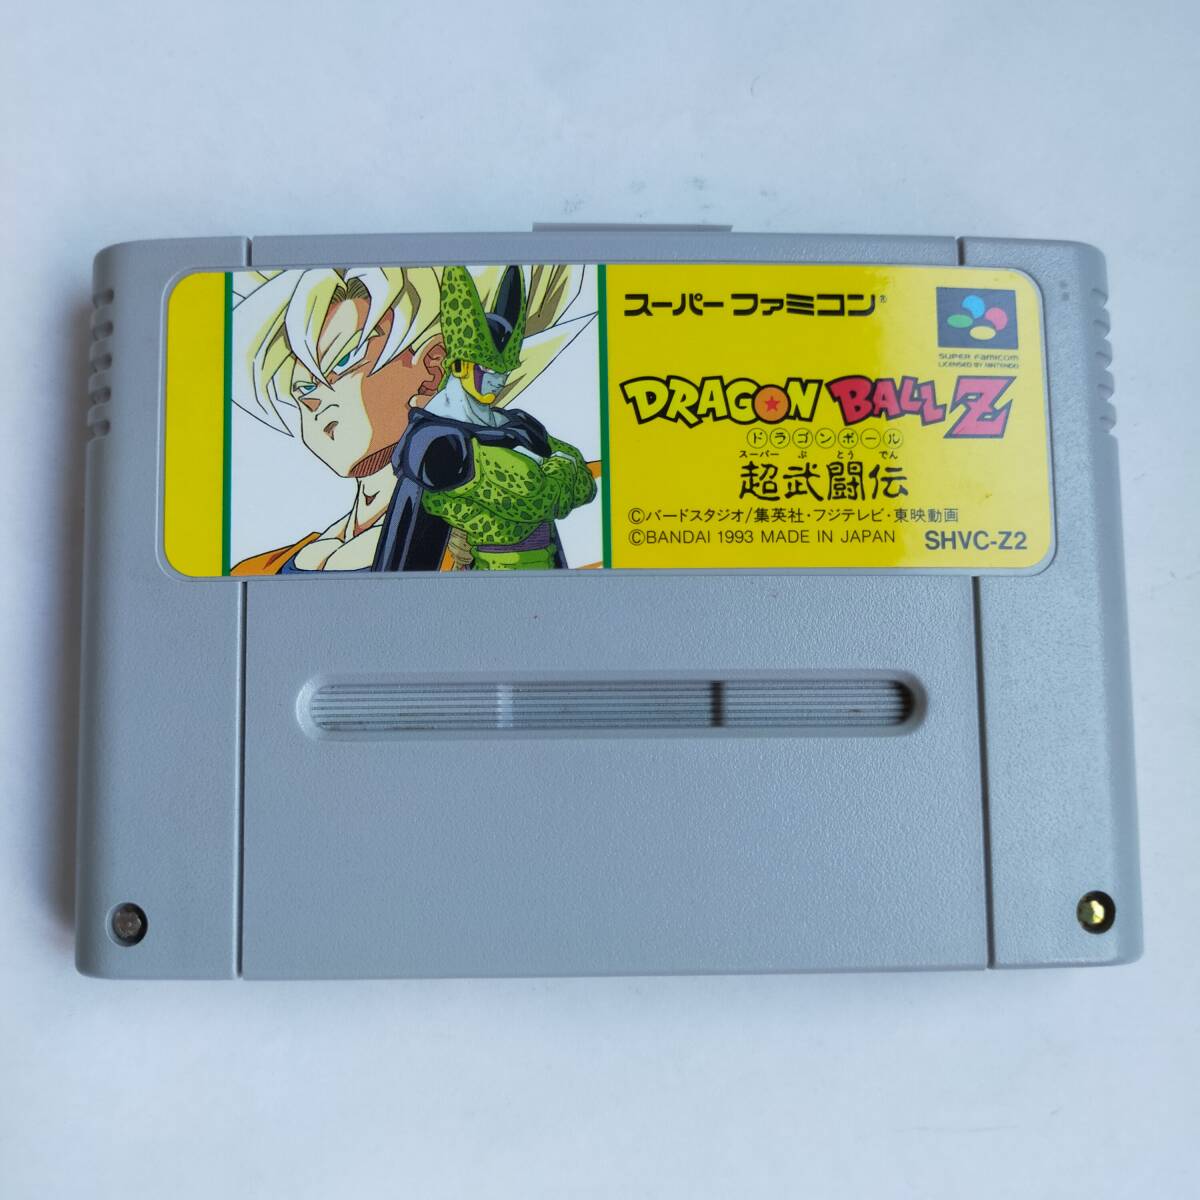 スーパーファミコン®
SUPER FAMICOM
LICENSED BY NINTENDO
DRAGON BALL Z
ドラゴンボール
スーパー ぶ とう でん
超武闘伝
©バードスタジオ/集英社・フジテレビ・東映動画
©BANDAI 1993 MADE IN JAPAN SHVC-Z2